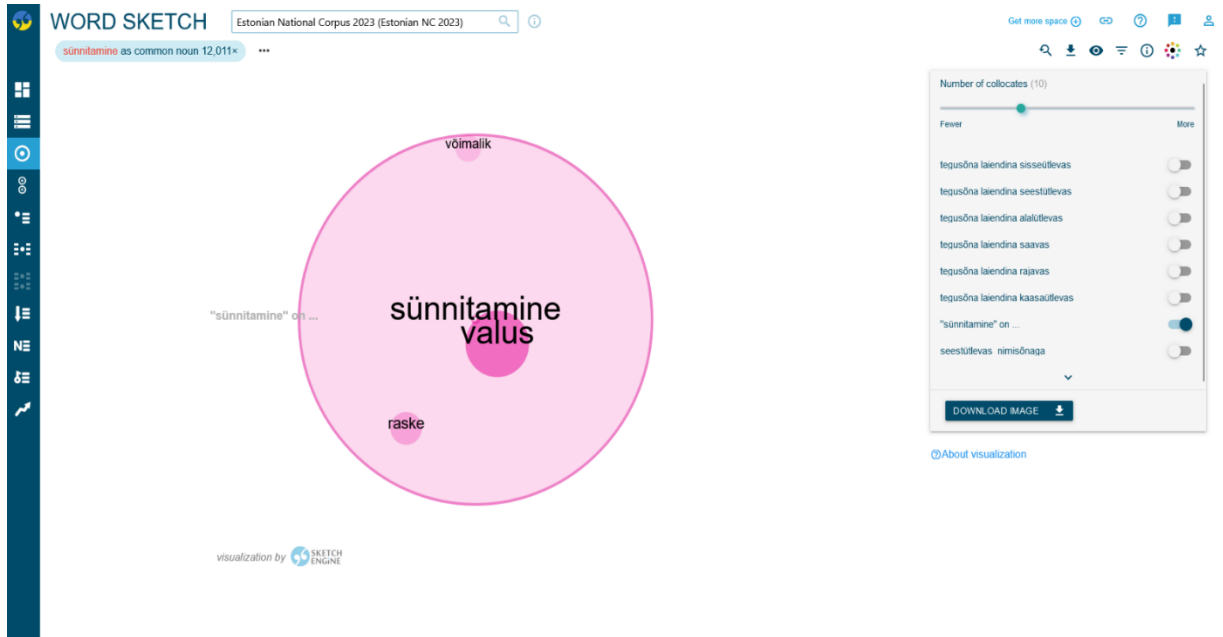 WORD SKETCH
Estonian National Corpus 2023 (Estonian NC 2023)
Get more space
sünnitamine as common noun 12,011×
•••
Number of collocates (10)
Fewer
More
tegusõna laiendina sisseütlevas
tegusõna laiendina seestütlevas
tegusõna laiendina alalütlevas
tegusõna laiendina saavas
tegusõna laiendina rajavas
tegusõna laiendina kaasaütlevas
"sünnitamine" on ...
seestütlevas nimisõnaga
DOWNLOAD IMAGE
About visualization
võimalik
"sünnitamine" on ...
sünnitamine
valus
raske
visualization by SKETCH
ENGINE